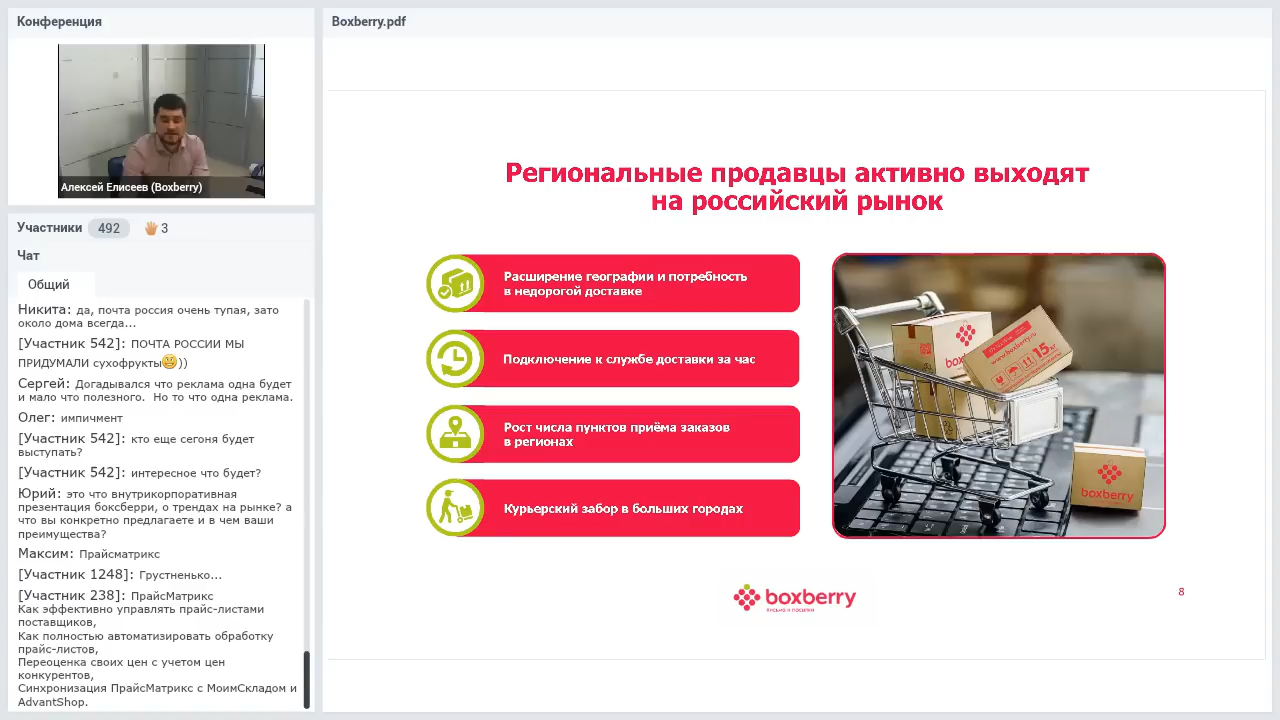 Конференция
Алексей Елисеев (Boxberry)
Участники 492 3
Чат
Общий
Никита: да, почта россия очень тупая, зато
около дома всегда...
[Участник 542]: ПОЧТА РОССИИ МЫ
ПРИДУМАЛИ сухофрукты))
Сергей: Догадывался что реклама одна будет
и мало что полезного. Но то что одна реклама.
Олег: импичмент
[Участник 542]: кто еще сегоня будет
выступать?
[Участник 542]: интересное что будет?
Юрий: это что внутрикорпоративная
презентация боксберри, о трендах на рынке? а
что вы конкретно предлагаете и в чем ваши
преимущества?
Максим: Прайсматрикс
[Участник 1248]: Грустненько...
[Участник 238]: ПрайсМатрикс
Как эффективно управлять прайс-листами
поставщиков,
Как полностью автоматизировать обработку
прайс-листов,
Переоценка своих цен с учетом цен
конкурентов,
Синхронизация ПрайсМатрикс с МоимСкладом и
AdvantShop.
Boxberry.pdf
Региональные продавцы активно выходят
на российский рынок
Расширение географии и потребность
в недорогой доставке
Подключение к службе доставки за час
Рост числа пунктов приёма заказов
в регионах
Курьерский забор в больших городах
www.boxberry.ru
15кг
boxberry
boxberry
8